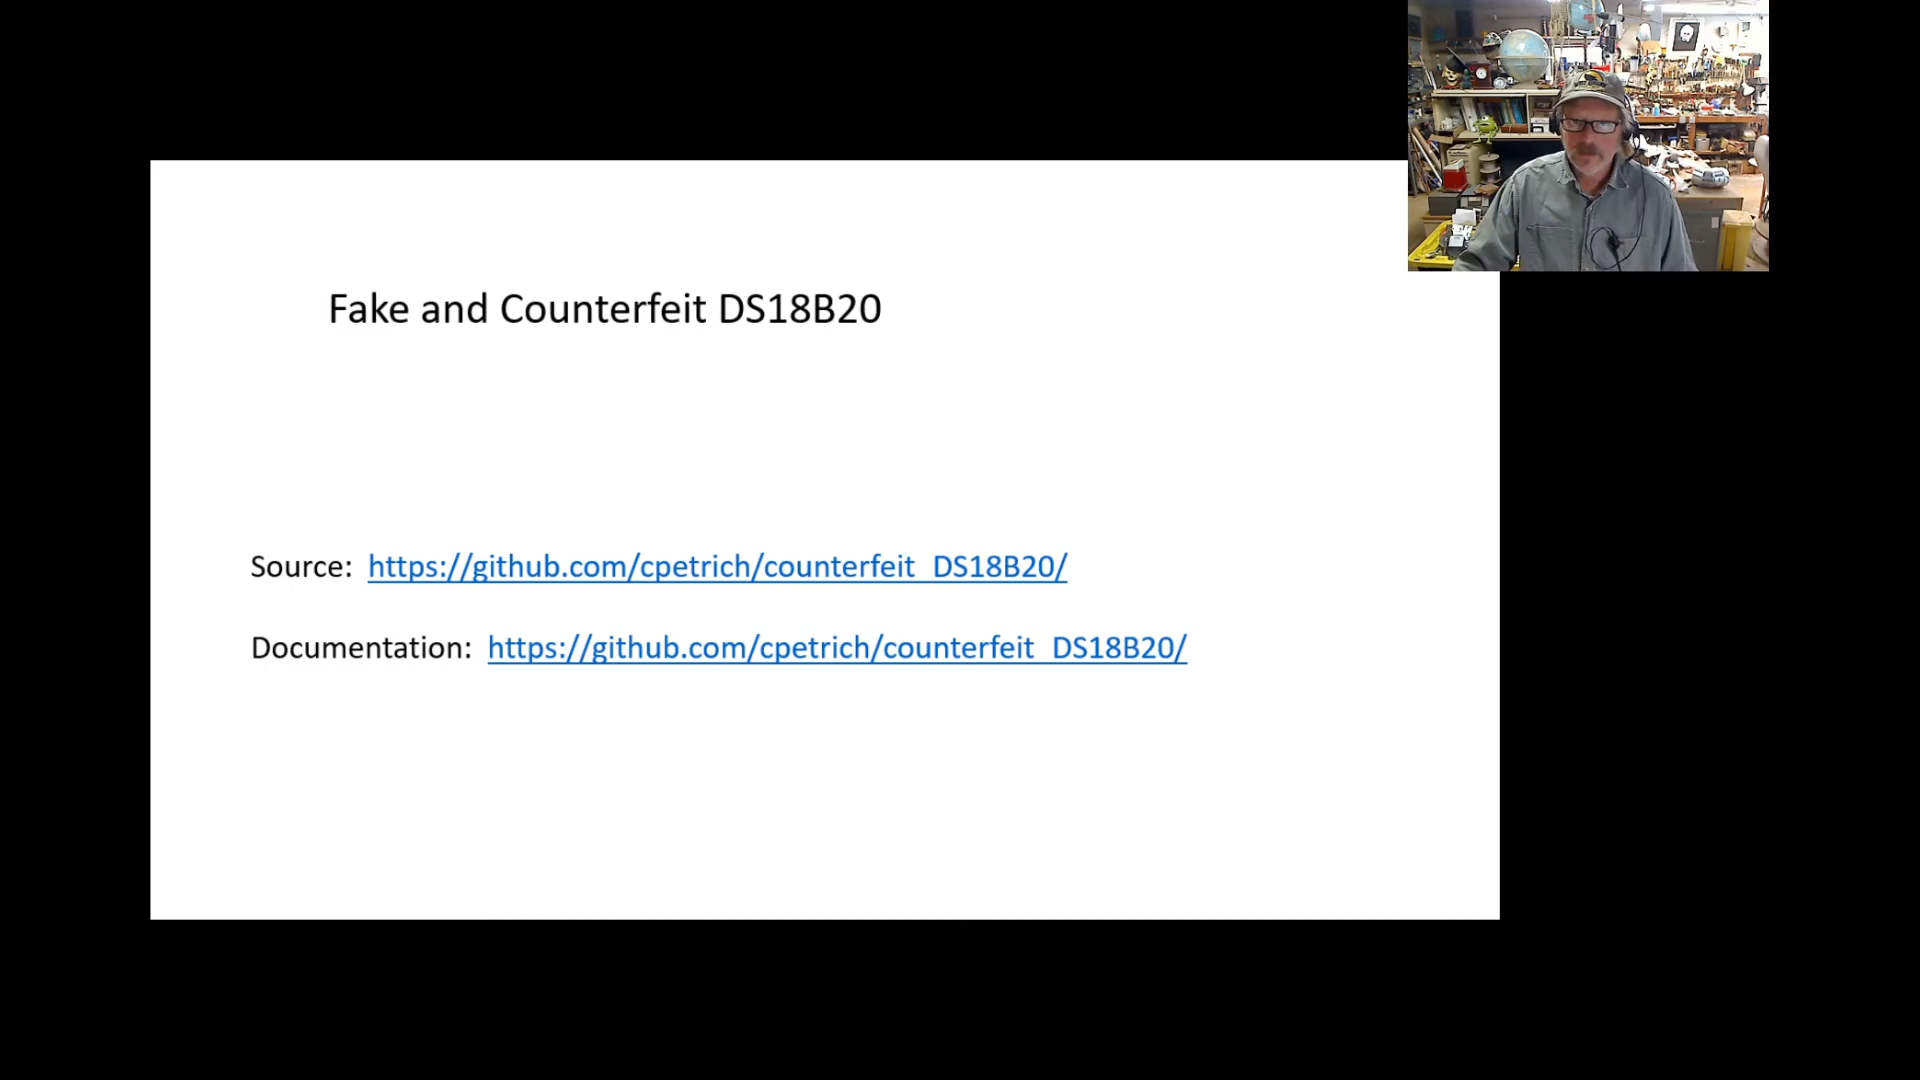 Fake and Counterfeit DS18B20
Source: https://github.com/cpetrich/counterfeit_DS18B20/
Documentation: https://github.com/cpetrich/counterfeit_DS18B20/